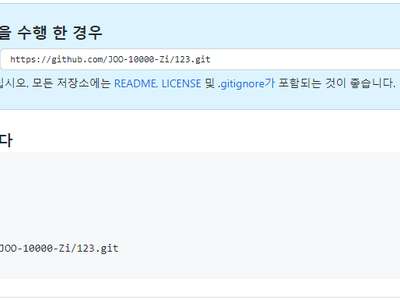 을 수행 한 경우
https://github.com/JOO-10000-Zi/123.git
십시오. 모든 저장소에는 README, LICENSE 및 .gitignore가 포함되는 것이 좋습니다.
다
JOO-10000-Zi/123.git